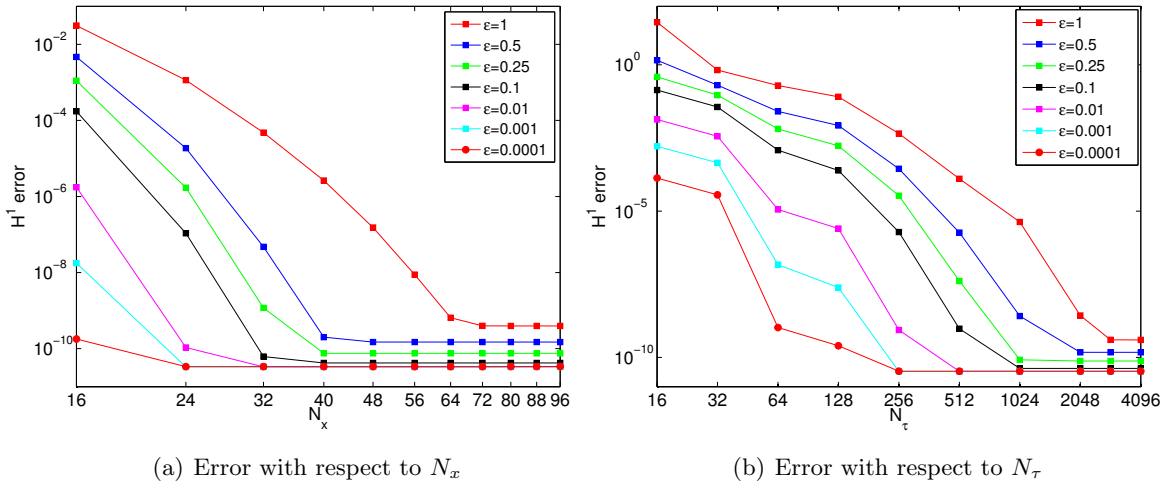 10^{-2}
10^{-4}
10^{-6}
10^{-8}
10^{-10}
H^1 error
16 24 32 40 48 56 64 72 80 88 96
N_x
ε=1
ε=0.5
ε=0.25
ε=0.1
ε=0.01
ε=0.001
ε=0.0001
(a) Error with respect to N_x
10^0
10^{-5}
10^{-10}
H^1 error
16 32 64 128 256 512 1024 2048 4096
N_τ
ε=1
ε=0.5
ε=0.25
ε=0.1
ε=0.01
ε=0.001
ε=0.0001
(b) Error with respect to N_τ